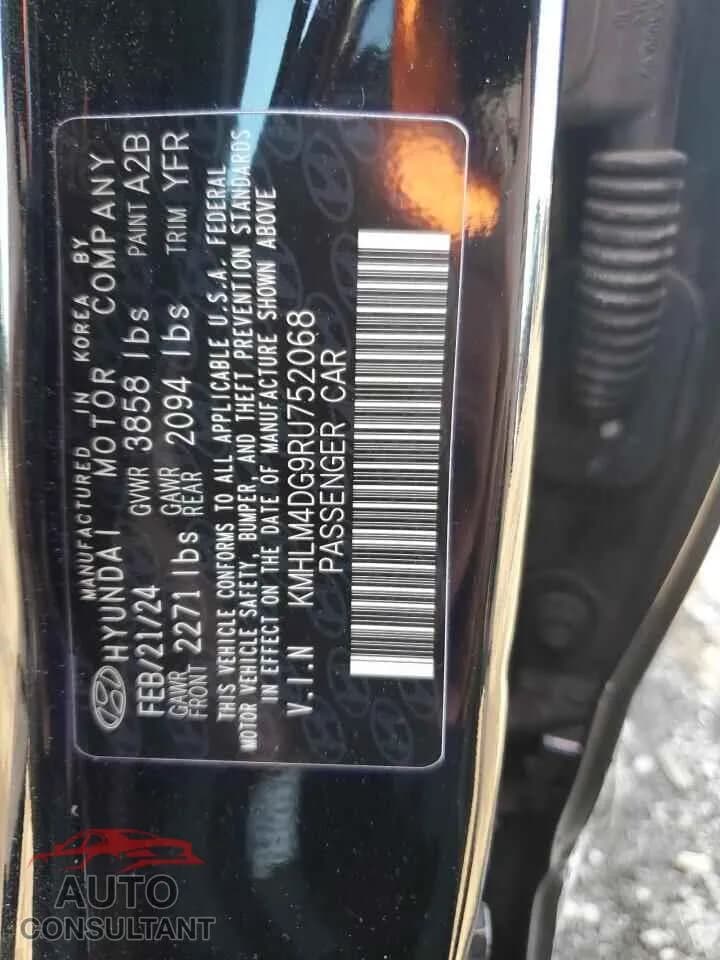 MANUFACTURED IN KOREA BY
HYUNDAI MOTOR COMPANY
FEB/21/24 GVWR 3858 lbs PAINT A2B
GAWR FRONT 2271 lbs GAWR REAR 2094 lbs TRIM YFR
THIS VEHICLE CONFORMS TO ALL APPLICABLE U.S.A. FEDERAL
MOTOR VEHICLE SAFETY, BUMPER, AND THEFT PREVENTION STANDARDS
IN EFFECT ON THE DATE OF MANUFACTURE SHOWN ABOVE
V.I.N KMHLM4DG9RU752068
PASSENGER CAR
AUTO
CONSULTANT